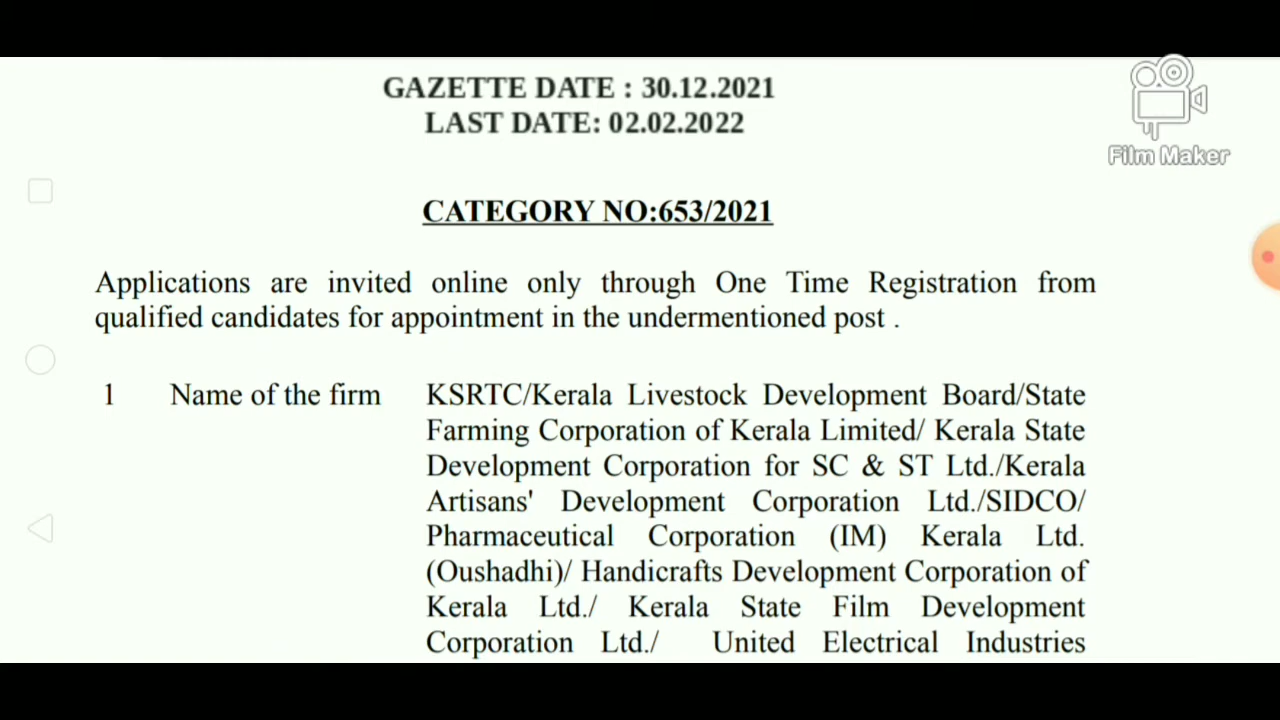 GAZETTE DATE : 30.12.2021
LAST DATE: 02.02.2022
Film Maker
CATEGORY NO:653/2021
Applications are invited online only through One Time Registration from
qualified candidates for appointment in the undermentioned post .
1 Name of the firm KSRTC/Kerala Livestock Development Board/State
Farming Corporation of Kerala Limited/ Kerala State
Development Corporation for SC & ST Ltd./Kerala
Artisans' Development Corporation Ltd./SIDCO/
Pharmaceutical Corporation (IM) Kerala Ltd.
(Oushadhi)/ Handicrafts Development Corporation of
Kerala Ltd./ Kerala State Film Development
Corporation Ltd./ United Electrical Industries